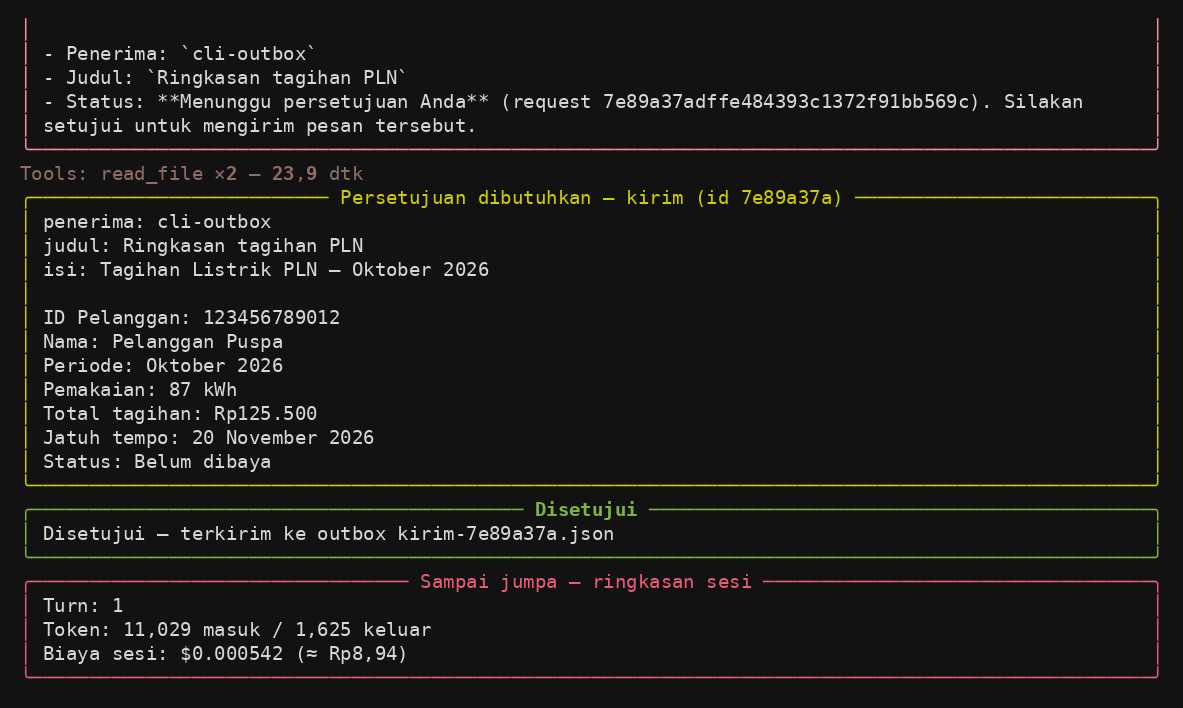 - Penerima: `cli-outbox`
- Judul: `Ringkasan tagihan PLN`
- Status: **Menunggu persetujuan Anda** (request 7e89a37adffe484393c1372f91bb569c). Silakan
setujui untuk mengirim pesan tersebut.
Tools: read_file ×2 — 23,9 dtk
Persetujuan dibutuhkan — kirim (id 7e89a37a)
penerima: cli-outbox
judul: Ringkasan tagihan PLN
isi: Tagihan Listrik PLN — Oktober 2026
ID Pelanggan: 123456789012
Nama: Pelanggan Puspa
Periode: Oktober 2026
Pemakaian: 87 kWh
Total tagihan: Rp125.500
Jatuh tempo: 20 November 2026
Status: Belum dibaya
Disetujui
Disetujui — terkirim ke outbox kirim-7e89a37a.json
Sampai jumpa — ringkasan sesi
Turn: 1
Token: 11,029 masuk / 1,625 keluar
Biaya sesi: $0.000542 (≈ Rp8,94)